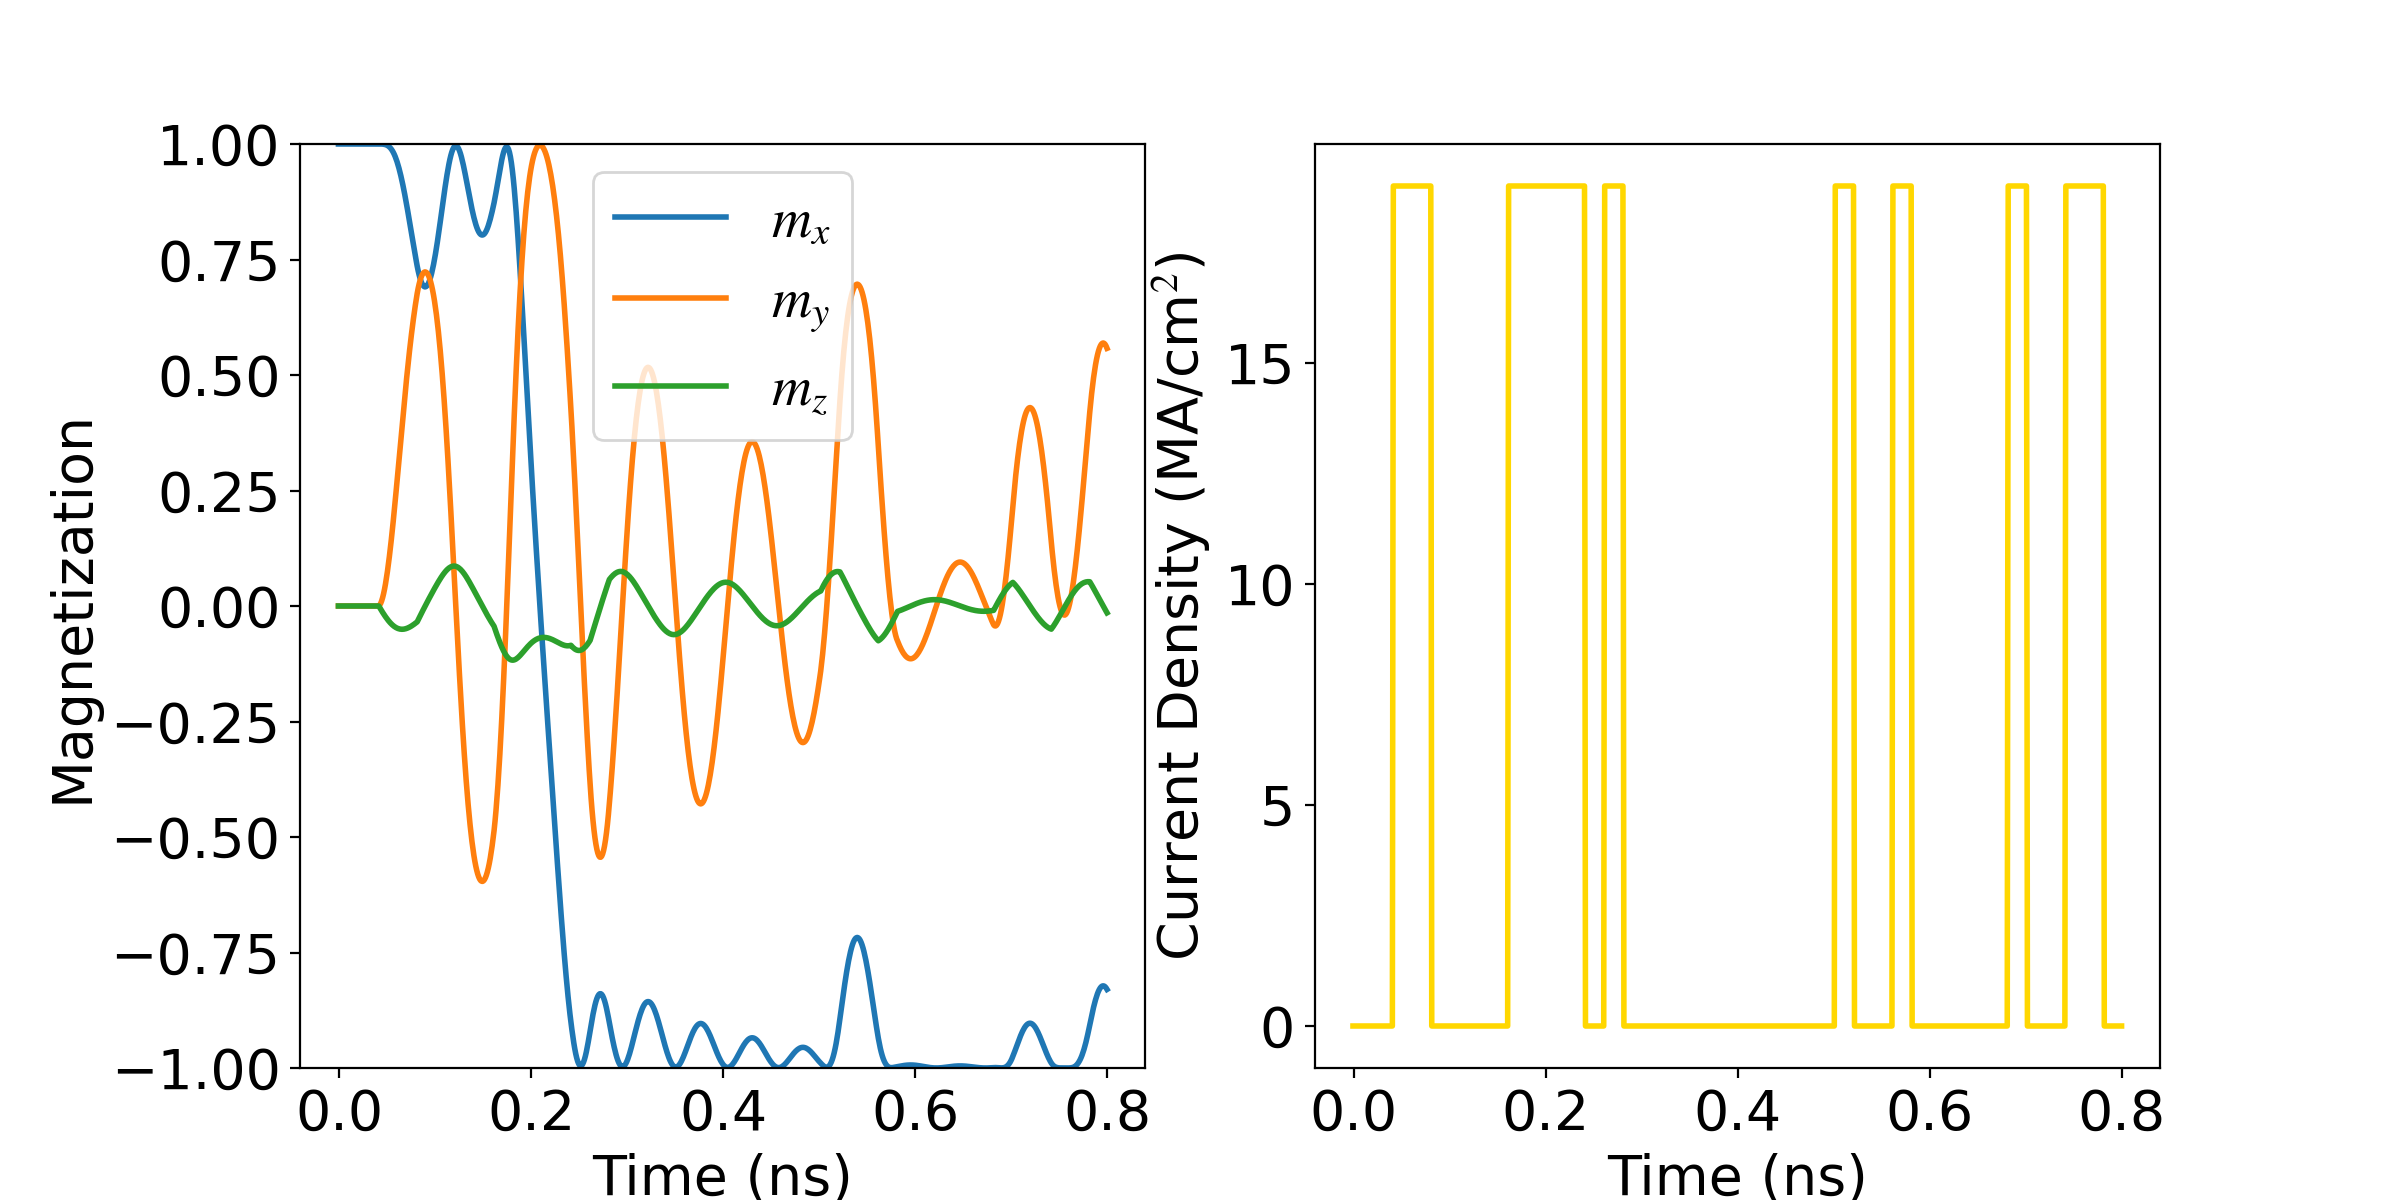 1.00
0.75
0.50
0.25
0.00
−0.25
−0.50
−0.75
−1.00
Magnetization
0.0 0.2 0.4 0.6 0.8
Time (ns)
m_x
m_y
m_z
15
10
5
0
Current Density (MA/cm²)
0.0 0.2 0.4 0.6 0.8
Time (ns)